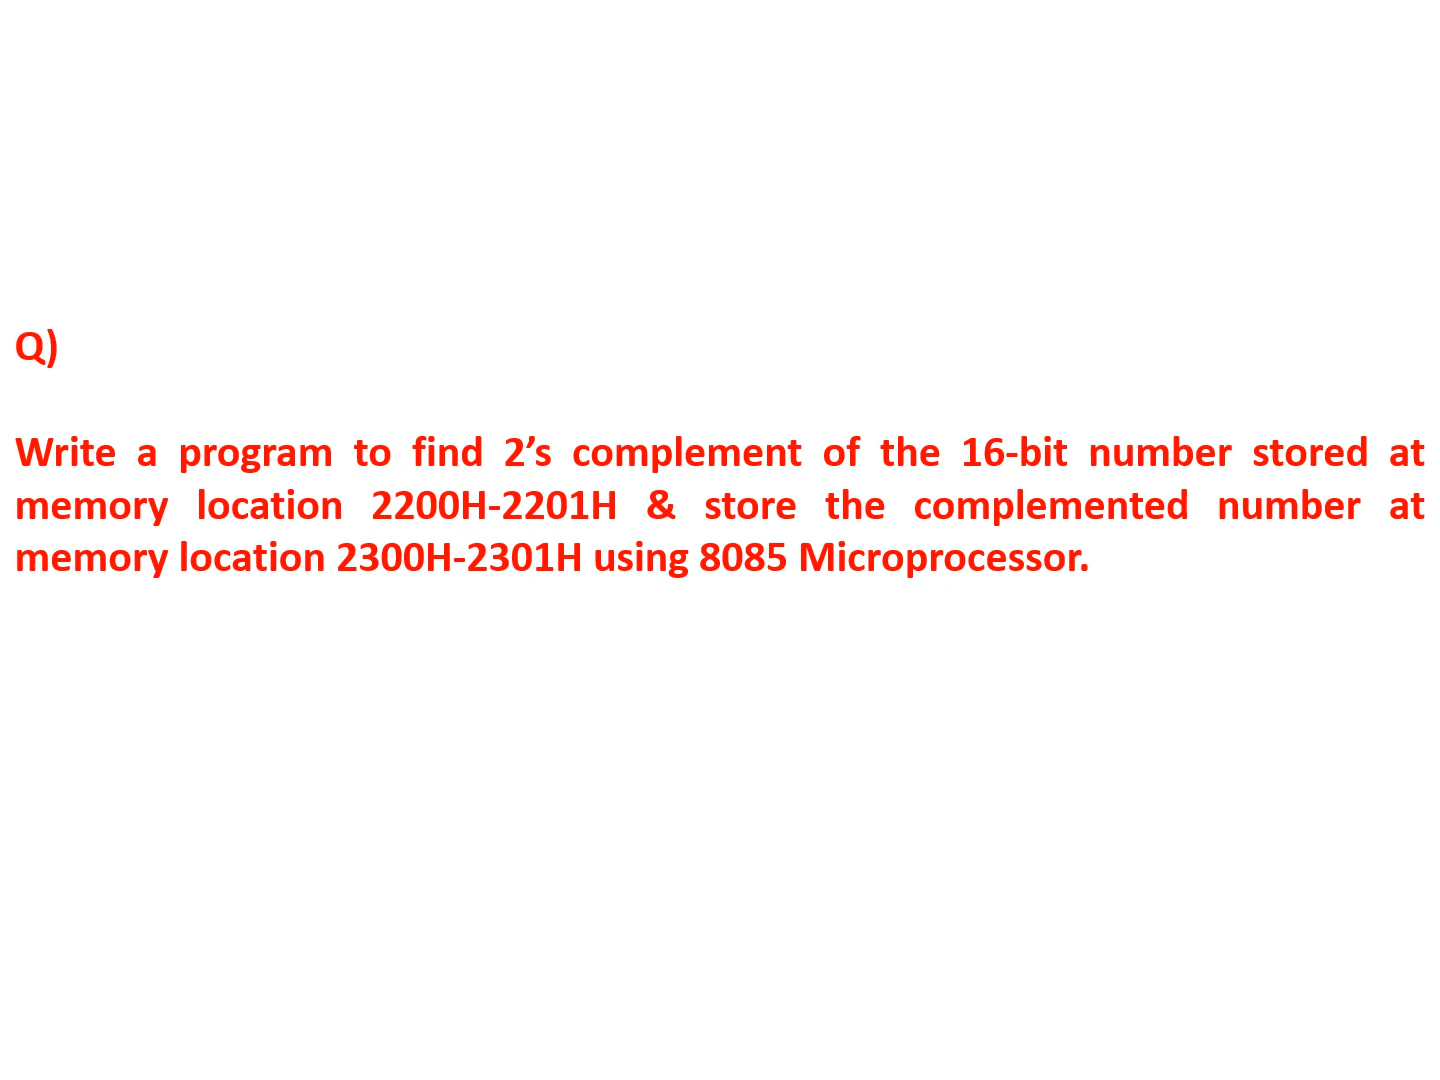 Q)
Write a program to find 2’s complement of the 16-bit number stored at
memory location 2200H-2201H & store the complemented number at
memory location 2300H-2301H using 8085 Microprocessor.